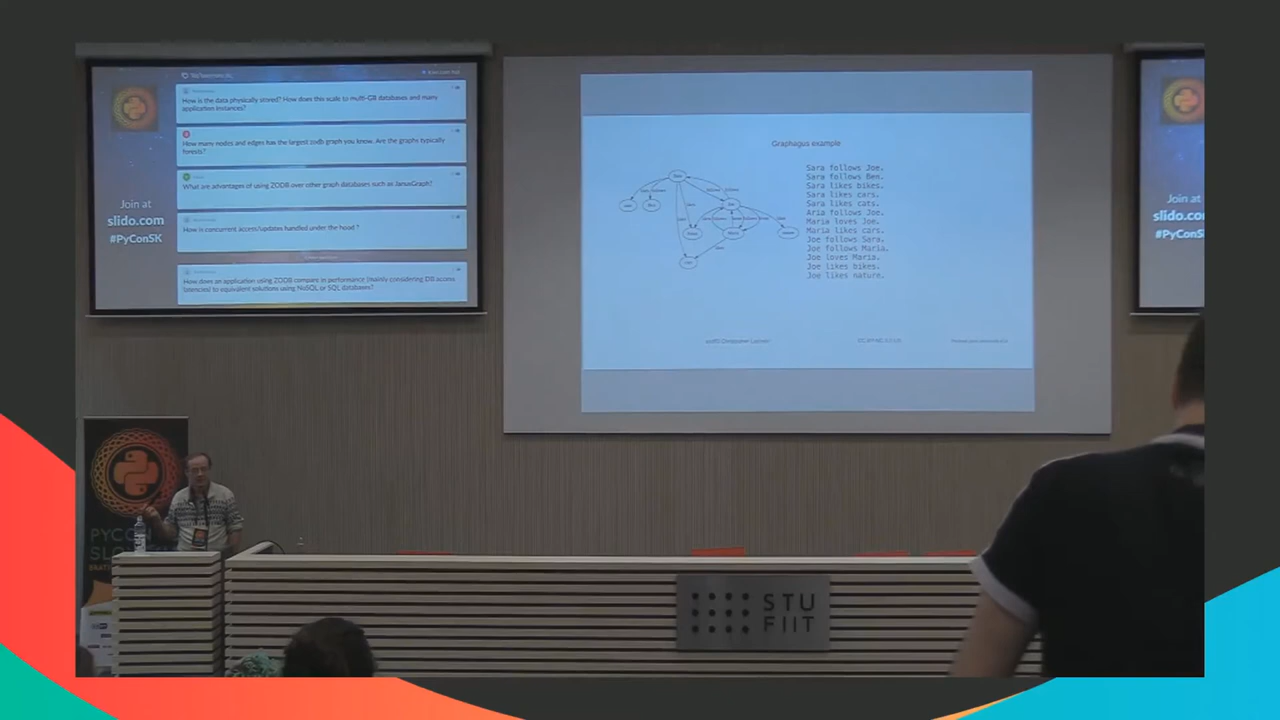 How is the data physically stored? How does this scale to multi-GB databases and many
application instances?
How many nodes and edges has the largest zodb graph you know. Are the graphs typically
forests?
What are advantages of using ZODB over other graph databases such as JanusGraph?
How is concurrent access/updates handled under the hood ?
How does an application using ZODB compare in performance (mainly considering DB access
latencies) to equivalent solutions using NoSQL or SQL databases?
Join at
slido.com
#PyConSK
Graphagus example
Sara follows Joe.
Sara follows Ben.
Sara likes bikes.
Sara likes cars.
Sara likes cats.
Aria follows Joe.
Maria loves Joe.
Maria likes cars.
Joe follows Sara.
Joe follows Maria.
Joe loves Maria.
Joe likes bikes.
Joe likes nature.
Join at
slido.co
#PyConS
PYCON
SLO
STU
FIIT